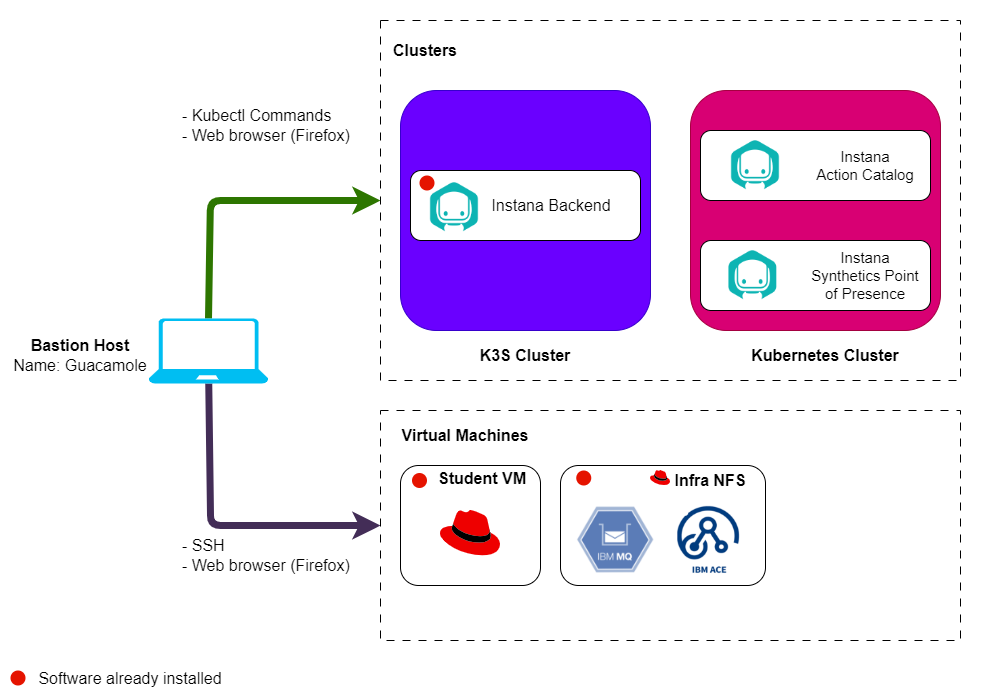 Clusters
- Kubectl Commands
- Web browser (Firefox)
Instana
Action Catalog
Instana Backend
Instana
Synthetics Point
of Presence
K3S Cluster
Kubernetes Cluster
Bastion Host
Name: Guacamole
Virtual Machines
Student VM
Infra NFS
IBM MQ
IBM ACE
- SSH
- Web browser (Firefox)
Software already installed